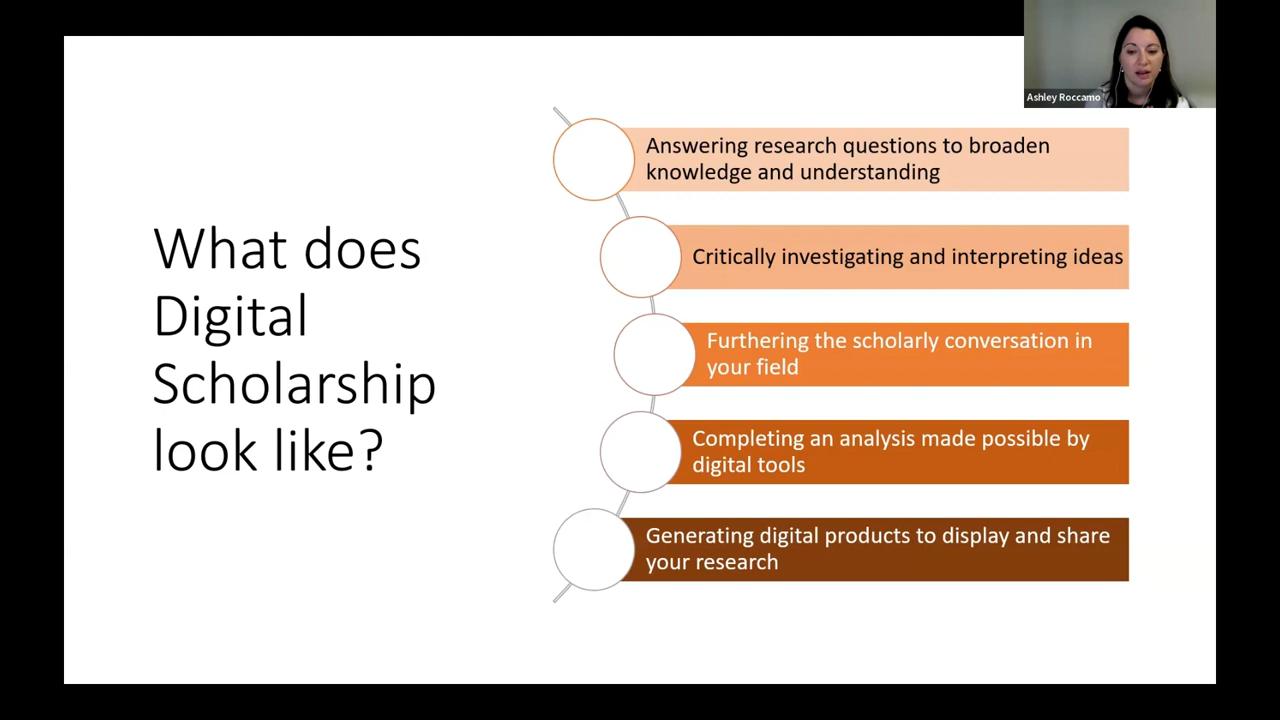 Ashley Roccamo
What does
Digital
Scholarship
look like?
Answering research questions to broaden
knowledge and understanding
Critically investigating and interpreting ideas
Furthering the scholarly conversation in
your field
Completing an analysis made possible by
digital tools
Generating digital products to display and share
your research